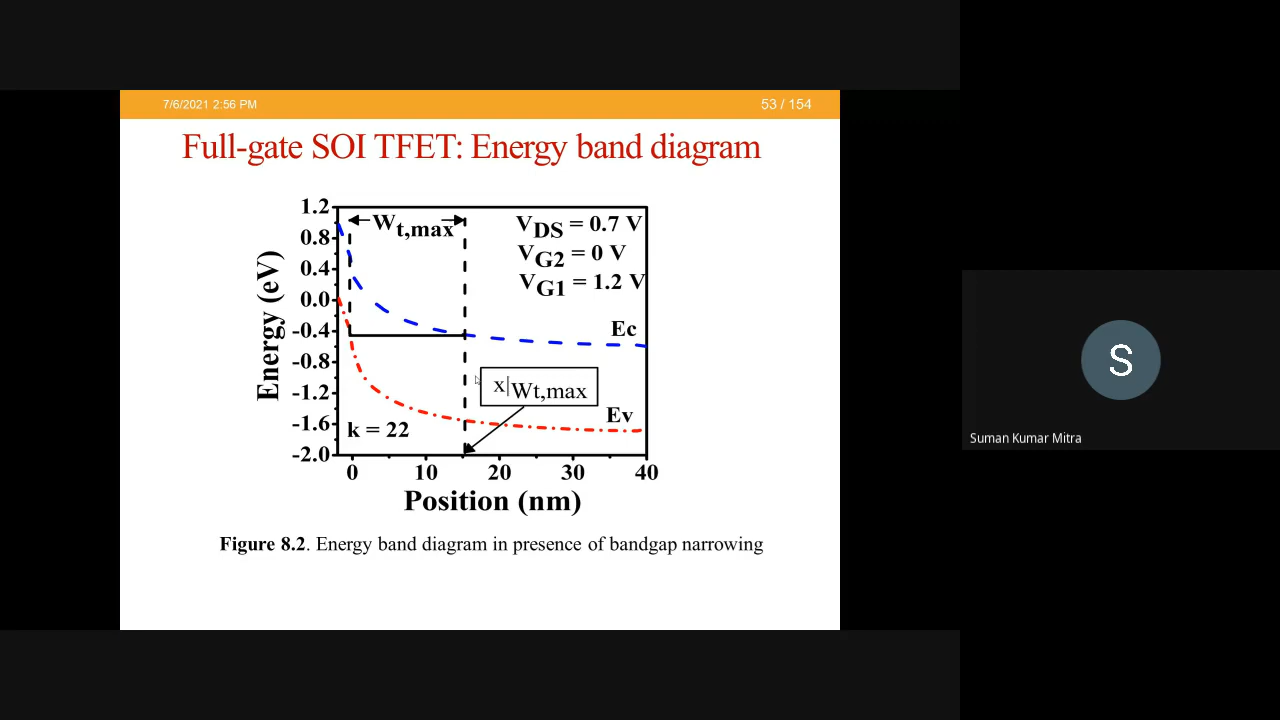 7/6/2021 2:56 PM
53 / 154
Full-gate SOI TFET: Energy band diagram
1.2
0.8
0.4
0.0
-0.4
-0.8
-1.2
-1.6
-2.0
Energy (eV)
Wt,max
VDS = 0.7 V
VG2 = 0 V
VG1 = 1.2 V
Ec
x|Wt,max
Ev
k = 22
0 10 20 30 40
Position (nm)
Figure 8.2. Energy band diagram in presence of bandgap narrowing
S
Suman Kumar Mitra